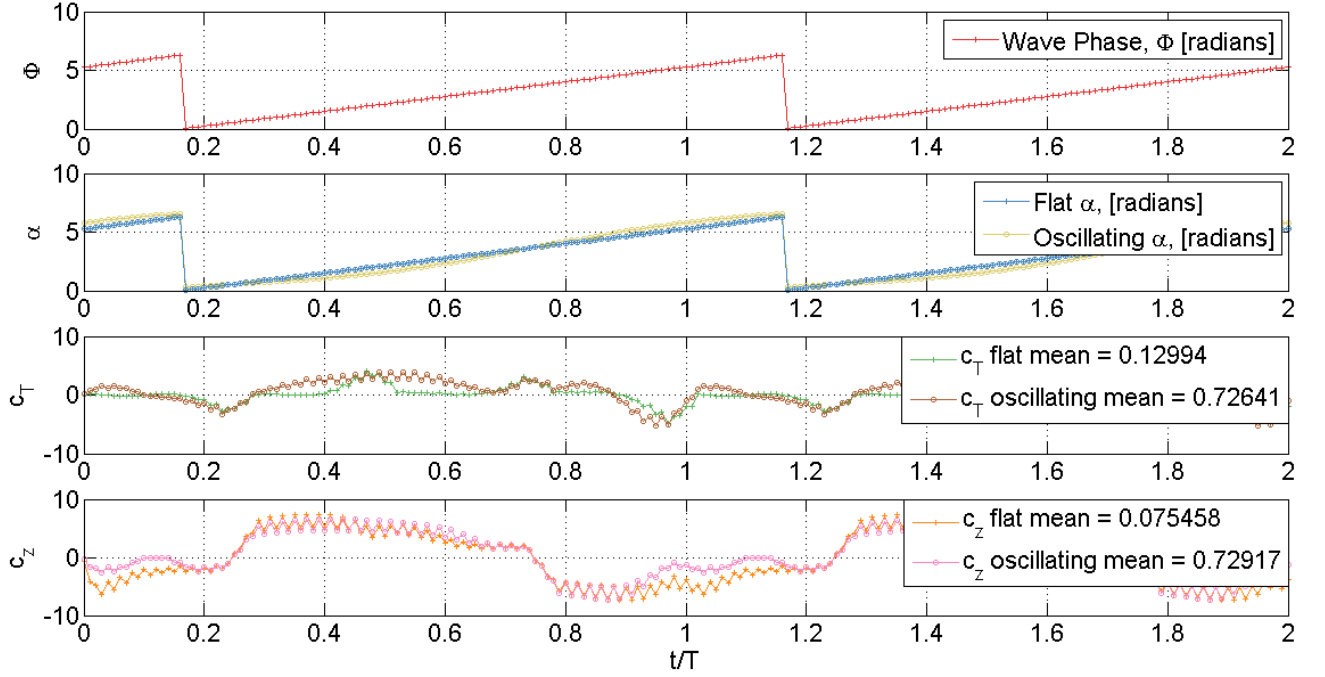 10
5
0
Φ
Wave Phase, Φ [radians]
0 0.2 0.4 0.6 0.8 1 1.2 1.4 1.6 1.8 2
10
5
0
α
Flat α, [radians]
Oscillating α, [radians]
0 0.2 0.4 0.6 0.8 1 1.2 1.4 1.6 1.8 2
10
0
-10
c_T
c_T flat mean = 0.12994
c_T oscillating mean = 0.72641
0 0.2 0.4 0.6 0.8 1 1.2 1.4 1.6 1.8 2
10
0
-10
c_z
c_z flat mean = 0.075458
c_z oscillating mean = 0.72917
0 0.2 0.4 0.6 0.8 1 1.2 1.4 1.6 1.8 2
t/T